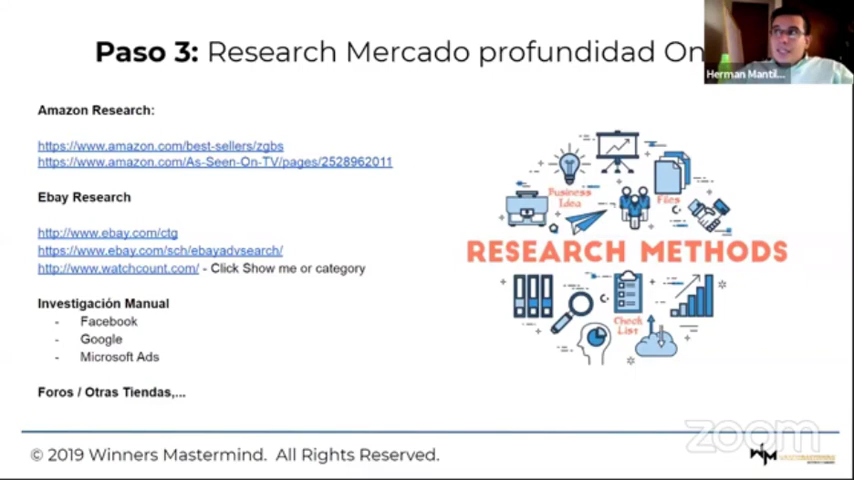 Paso 3: Research Mercado profundidad On
Herman Mantil...
Amazon Research:
https://www.amazon.com/best-sellers/zgbs
https://www.amazon.com/As-Seen-On-TV/pages/2528962011
Ebay Research
http://www.ebay.com/ctg
https://www.ebay.com/sch/ebayadvsearch/
http://www.watchcount.com/ - Click Show me or category
Investigación Manual
- Facebook
- Google
- Microsoft Ads
Foros / Otras Tiendas,...
Business
Idea
Files
RESEARCH METHODS
Check
List
zoom
© 2019 Winners Mastermind. All Rights Reserved.
WM